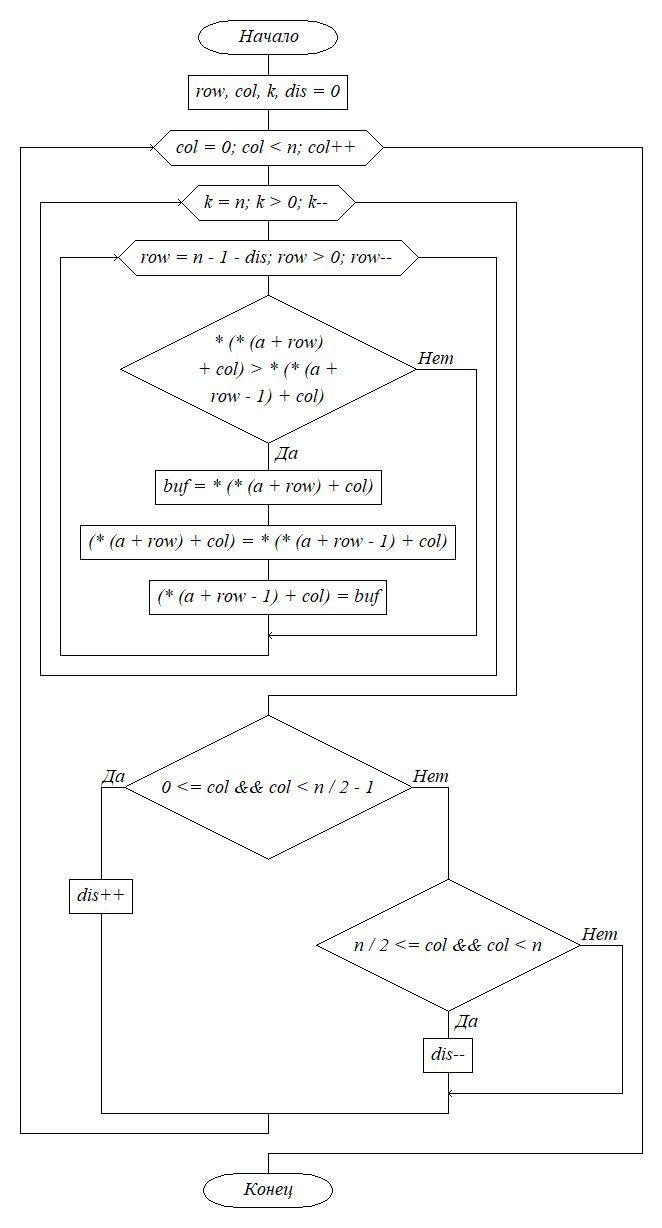 Начало
row, col, k, dis = 0
col = 0; col < n; col++
k = n; k > 0; k--
row = n - 1 - dis; row > 0; row--
* (* (a + row)
+ col) > * (* (a +
row - 1) + col)
Нет
Да
buf = * (* (a + row) + col)
(* (a + row) + col) = * (* (a + row - 1) + col)
(* (a + row - 1) + col) = buf
Да
0 <= col && col < n / 2 - 1
Нет
dis++
n / 2 <= col && col < n
Нет
Да
dis--
Конец